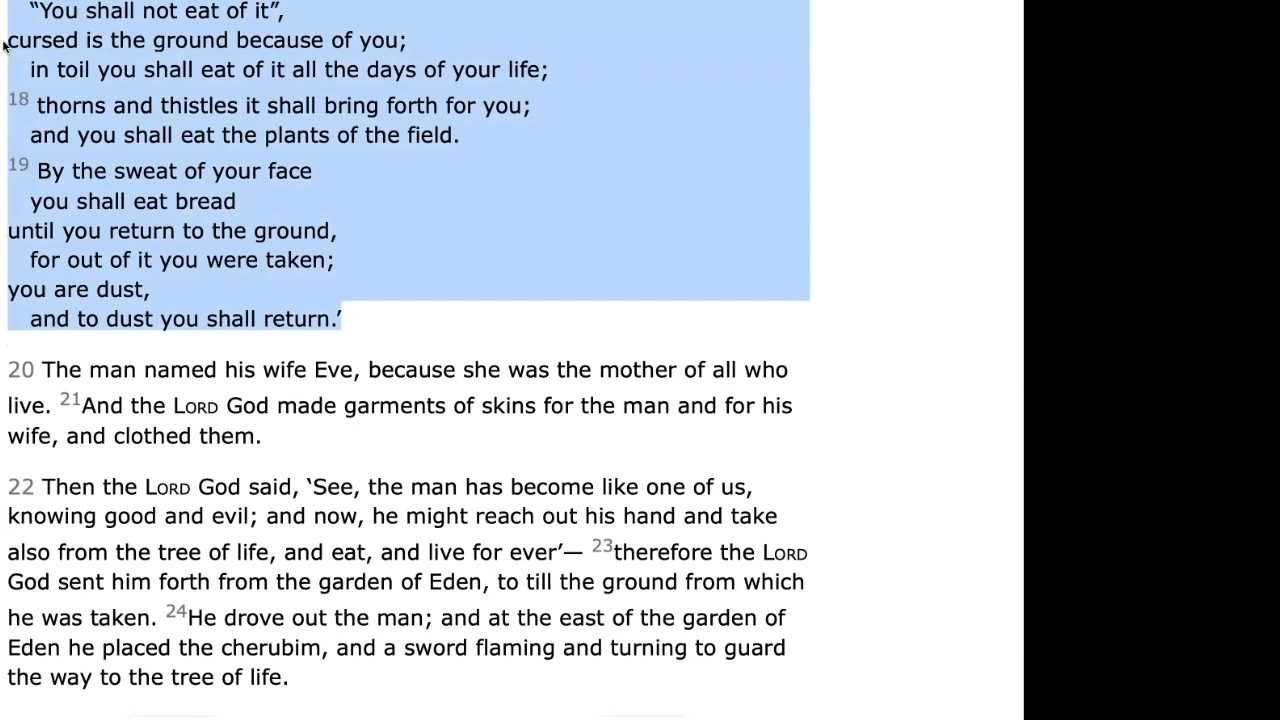 “You shall not eat of it”,
cursed is the ground because of you;
in toil you shall eat of it all the days of your life;
18 thorns and thistles it shall bring forth for you;
and you shall eat the plants of the field.
19 By the sweat of your face
you shall eat bread
until you return to the ground,
for out of it you were taken;
you are dust,
and to dust you shall return.’
20 The man named his wife Eve, because she was the mother of all who
live. 21And the LORD God made garments of skins for the man and for his
wife, and clothed them.
22 Then the LORD God said, ‘See, the man has become like one of us,
knowing good and evil; and now, he might reach out his hand and take
also from the tree of life, and eat, and live for ever’— 23therefore the LORD
God sent him forth from the garden of Eden, to till the ground from which
he was taken. 24He drove out the man; and at the east of the garden of
Eden he placed the cherubim, and a sword flaming and turning to guard
the way to the tree of life.